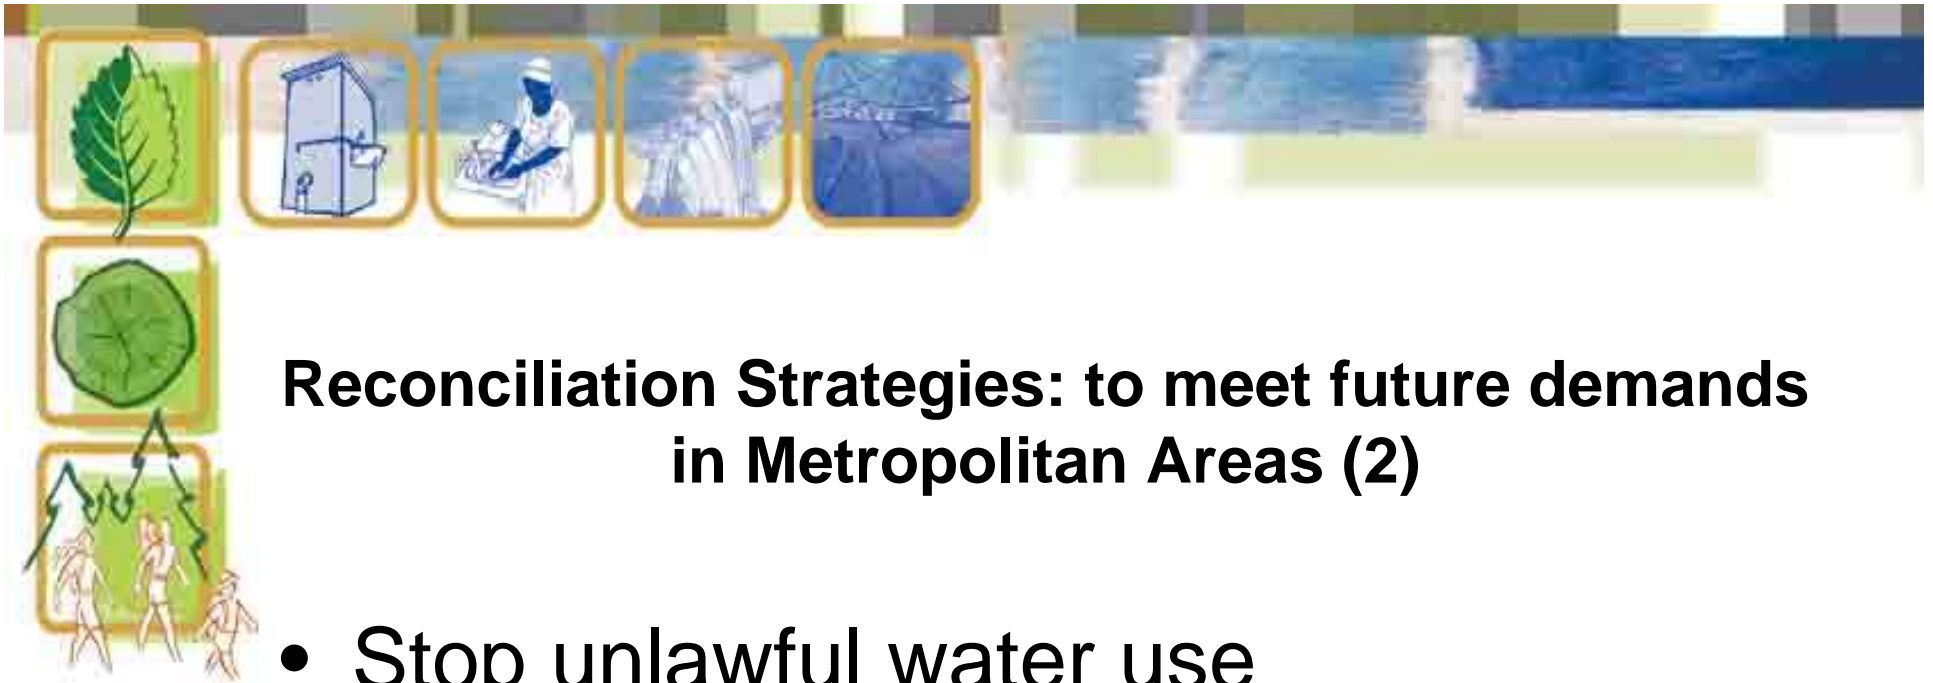 Reconciliation Strategies: to meet future demands
in Metropolitan Areas (2)
• Stop unlawful water use